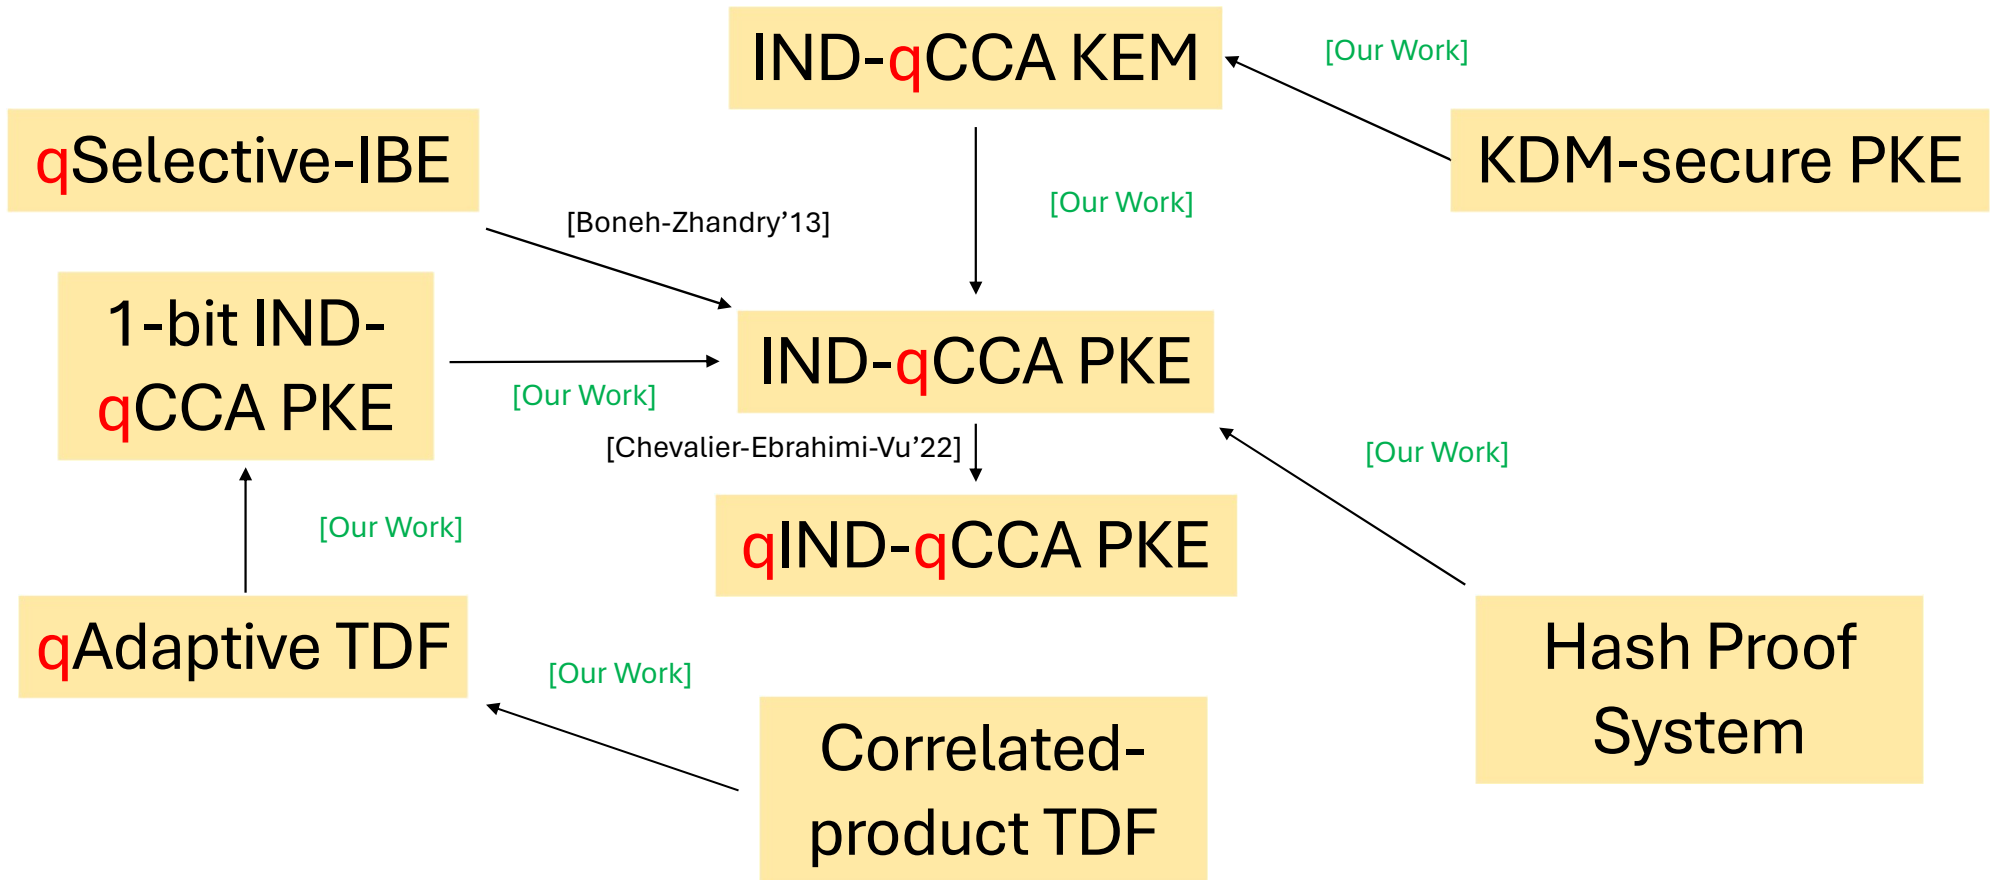 IND-qCCA KEM
[Our Work]
qSelective-IBE
KDM-secure PKE
[Boneh-Zhandry’13]
[Our Work]
1-bit IND-
qCCA PKE
IND-qCCA PKE
[Our Work]
[Chevalier-Ebrahimi-Vu’22]
[Our Work]
[Our Work]
qIND-qCCA PKE
qAdaptive TDF
[Our Work]
Hash Proof
System
Correlated-
product TDF